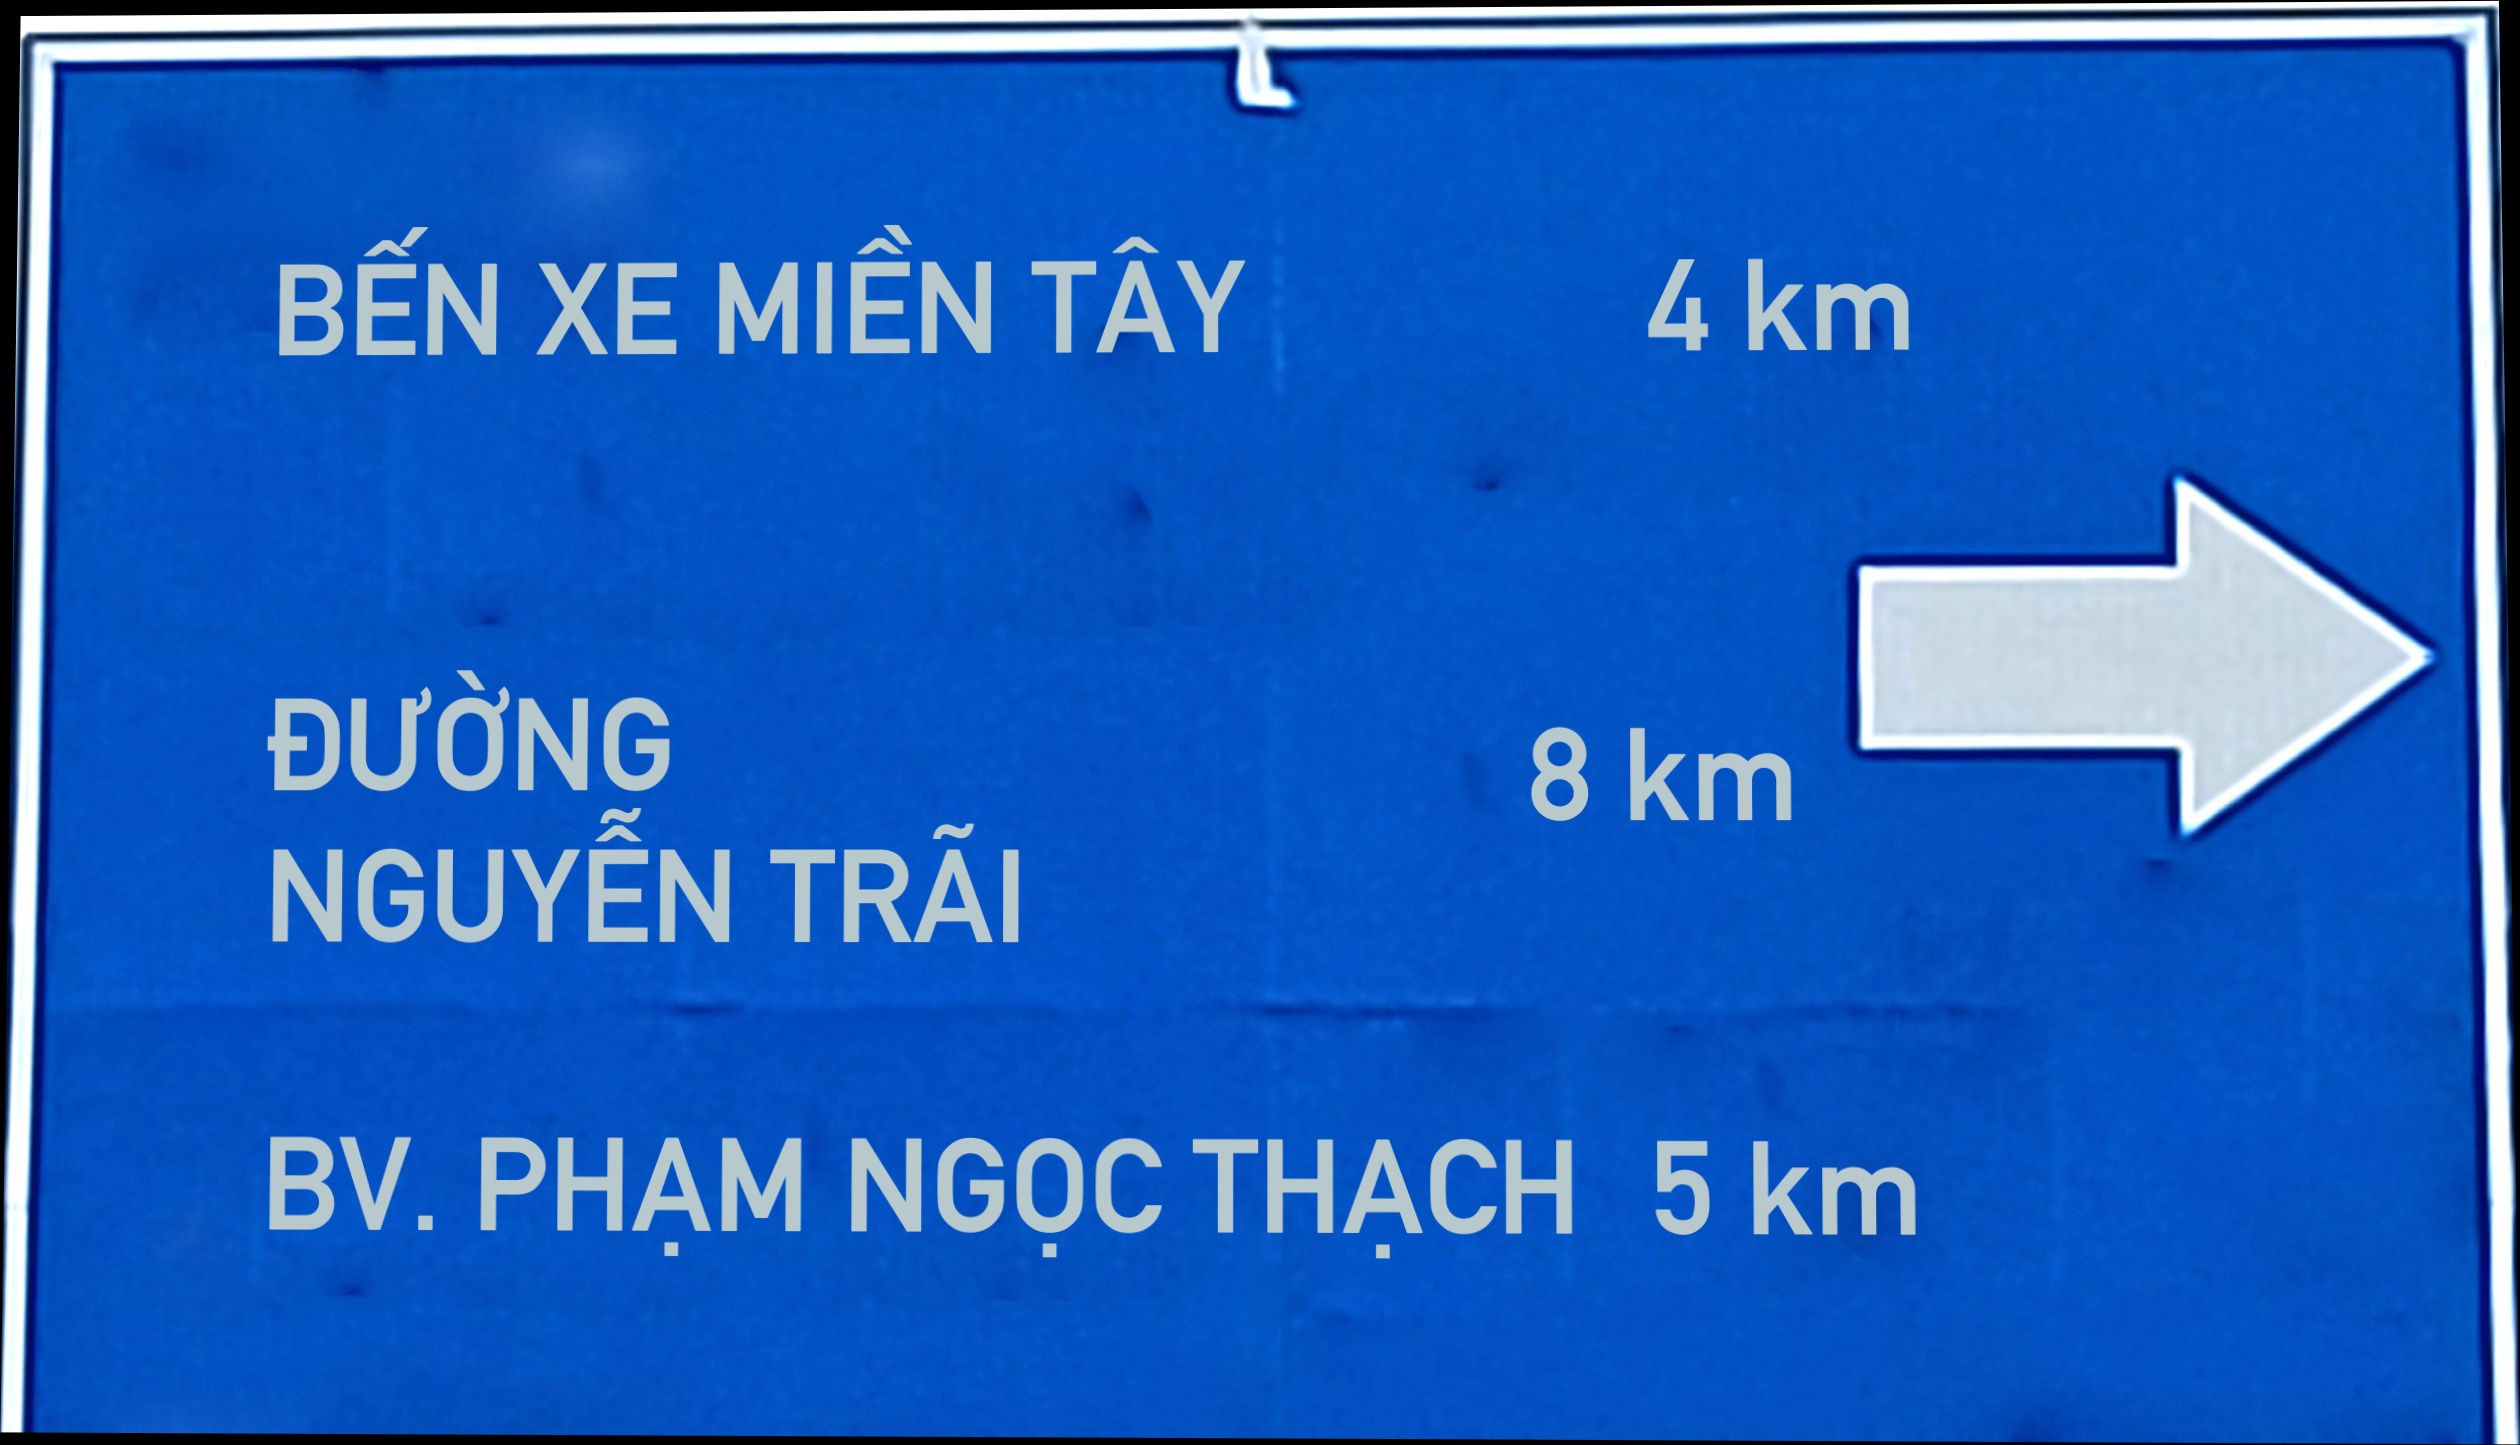 BẾN XE MIỀN TÂY 4 km
ĐƯỜNG
NGUYỄN TRÃI 8 km
BV. PHẠM NGỌC THẠCH 5 km